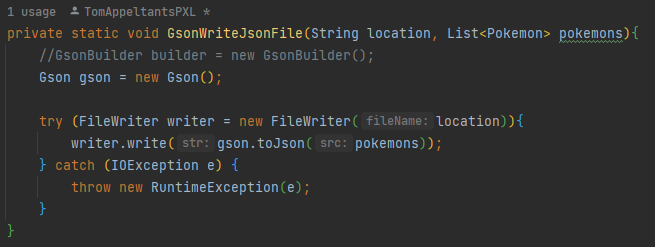 1 usage TomAppeltantsPXL *
private static void GsonWriteJsonFile(String location, List<Pokemon> pokemons){
    //GsonBuilder builder = new GsonBuilder();
    Gson gson = new Gson();
    try (FileWriter writer = new FileWriter( fileName: location)){
        writer.write( str: gson.toJson( src: pokemons));
    } catch (IOException e) {
        throw new RuntimeException(e);
    }
}